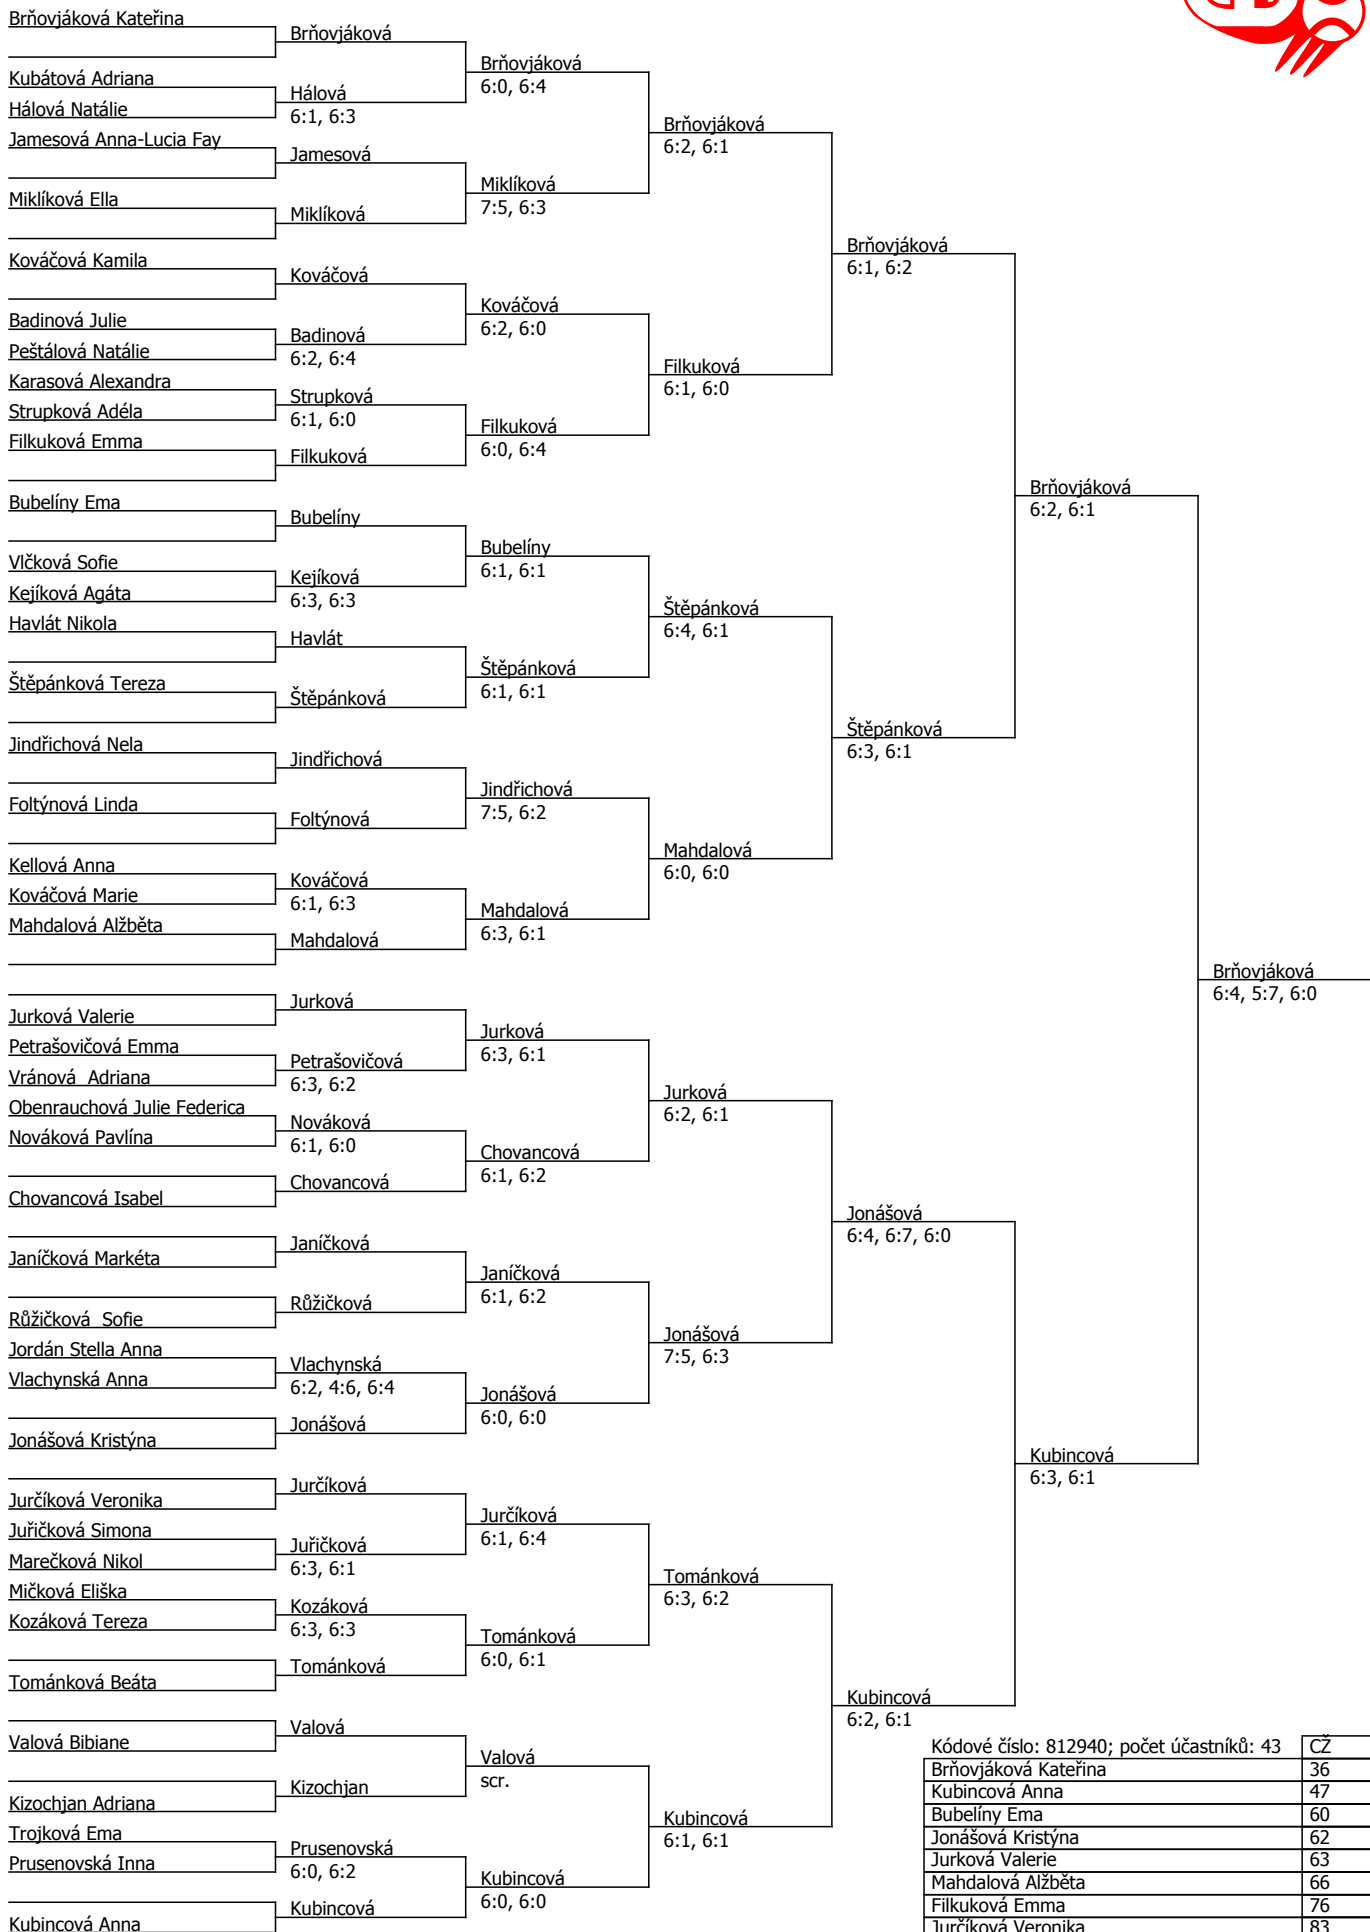 Brňovjáková Kateřina
Kubátová Adriana
Hálová Natálie
Jamesová Anna-Lucia Fay
Miklíková Ella
Kováčová Kamila
Badinová Julie
Peštálová Natálie
Karasová Alexandra
Strupková Adéla
Filkuková Emma
Bubelíny Ema
Vlčková Sofie
Kejíková Agáta
Havlát Nikola
Štěpánková Tereza
Jindřichová Nela
Foltýnová Linda
Kellová Anna
Kováčová Marie
Mahdalová Alžběta
Jurková Valerie
Petrašovičová Emma
Vránová  Adriana
Obenrauchová Julie Federica
Nováková Pavlína
Chovancová Isabel
Janíčková Markéta
Růžičková  Sofie
Jordán Stella Anna
Vlachynská Anna
Jonášová Kristýna
Jurčíková Veronika
Juřičková Simona
Marečková Nikol
Mičková Eliška
Kozáková Tereza
Tománková Beáta
Valová Bibiane
Kizochjan Adriana
Trojková Ema
Prusenovská Inna
Kubincová Anna
Brňovjáková
Hálová
6:1, 6:3
Jamesová
Miklíková
Kováčová
Badinová
6:2, 6:4
Strupková
6:1, 6:0
Filkuková
Bubelíny
Kejíková
6:3, 6:3
Havlát
Štěpánková
Jindřichová
Foltýnová
Kováčová
6:1, 6:3
Mahdalová
Jurková
Petrašovičová
6:3, 6:2
Nováková
6:1, 6:0
Chovancová
Janíčková
Růžičková
Vlachynská
6:2, 4:6, 6:4
Jonášová
Jurčíková
Juřičková
6:3, 6:1
Kozáková
6:3, 6:3
Tománková
Valová
Kizochjan
Prusenovská
6:0, 6:2
Kubincová
Brňovjáková
6:0, 6:4
Miklíková
7:5, 6:3
Kováčová
6:2, 6:0
Filkuková
6:0, 6:4
Bubelíny
6:1, 6:1
Štěpánková
6:1, 6:1
Jindřichová
7:5, 6:2
Mahdalová
6:3, 6:1
Jurková
6:3, 6:1
Chovancová
6:1, 6:2
Janíčková
6:1, 6:2
Jonášová
6:0, 6:0
Jurčíková
6:1, 6:4
Tománková
6:0, 6:1
Valová
scr.
Kubincová
6:0, 6:0
Brňovjáková
6:2, 6:1
Filkuková
6:1, 6:0
Štěpánková
6:4, 6:1
Mahdalová
6:0, 6:0
Jurková
6:2, 6:1
Jonášová
7:5, 6:3
Tománková
6:3, 6:2
Kubincová
6:1, 6:1
Brňovjáková
6:1, 6:2
Štěpánková
6:3, 6:1
Jonášová
6:4, 6:7, 6:0
Kubincová
6:2, 6:1
Brňovjáková
6:2, 6:1
Kubincová
6:3, 6:1
Brňovjáková
6:4, 5:7, 6:0
Kódové číslo: 812940; počet účastníků: 43 CŽ
Brňovjáková Kateřina 36
Kubincová Anna 47
Bubelíny Ema 60
Jonášová Kristýna 62
Jurková Valerie 63
Mahdalová Alžběta 66
Filkuková Emma 76
Jurčíková Veronika 83